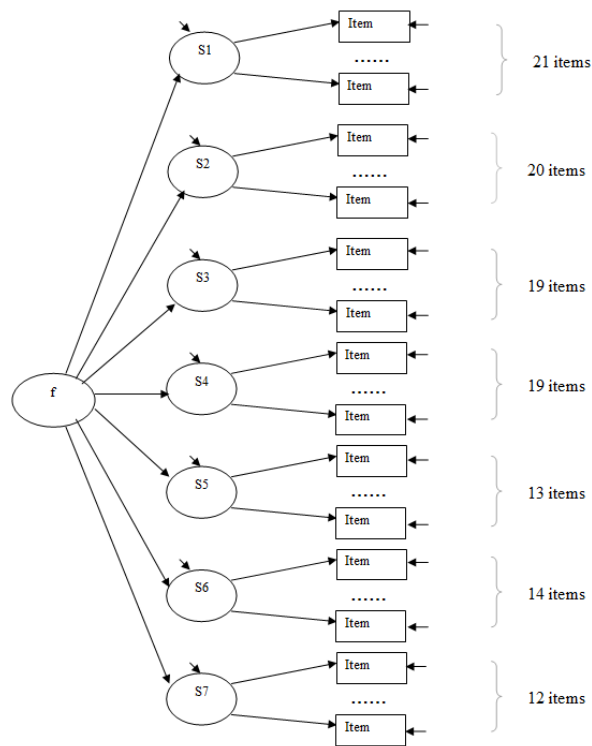 Item
S1
......
21 items
Item
Item
S2
......
20 items
Item
Item
S3
......
19 items
Item
f
Item
S4
......
19 items
Item
Item
S5
......
13 items
Item
Item
S6
......
14 items
Item
Item
S7
......
12 items
Item